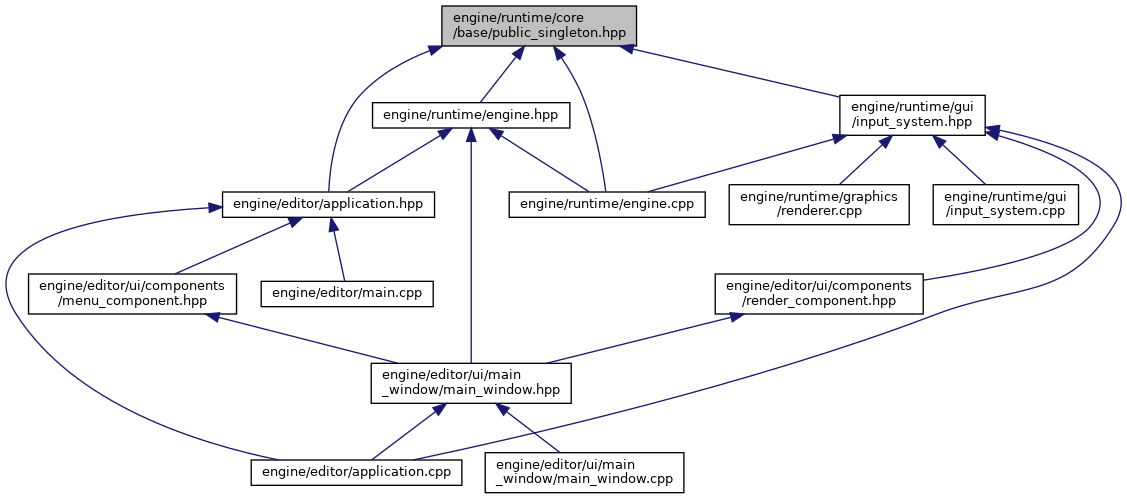 engine/runtime/core
/base/public_singleton.hpp
engine/runtime/engine.hpp
engine/runtime/gui
/input_system.hpp
engine/editor/application.hpp
engine/runtime/engine.cpp
engine/runtime/graphics
/renderer.cpp
engine/runtime/gui
/input_system.cpp
engine/editor/ui/components
/menu_component.hpp
engine/editor/main.cpp
engine/editor/ui/components
/render_component.hpp
engine/editor/ui/main
_window/main_window.hpp
engine/editor/application.cpp
engine/editor/ui/main
_window/main_window.cpp